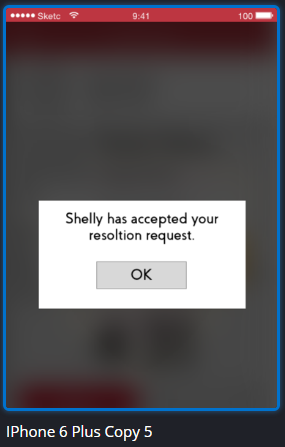 ●●●●● Sketc 9:41 100
Shelly has accepted your
resoltion request.
OK
IPhone 6 Plus Copy 5